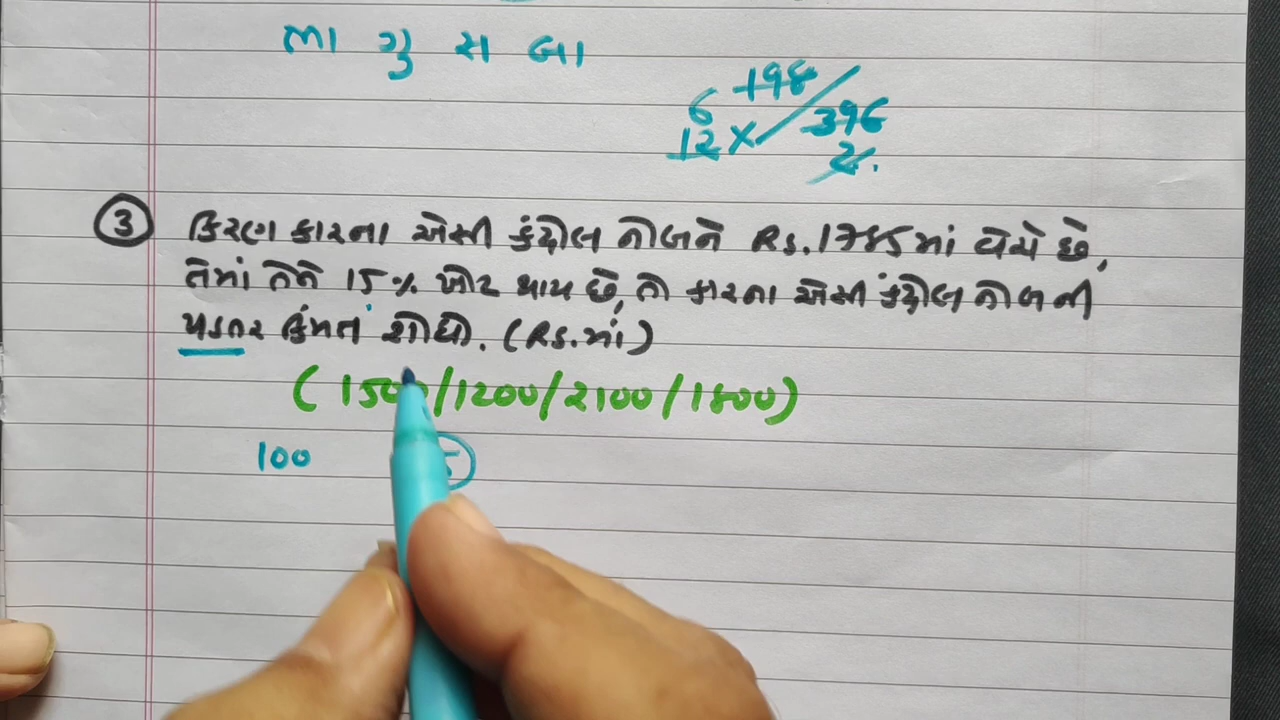 લા ગુ સ બા
198
6 396
12 × 2
③ કિરણ કારના એસી કંટ્રોલ નોબને Rs.1785માં વેચે છે,
તેમાં તેને 15% ખોટ થાય છે, તો કારના એસી કંટ્રોલ નોબની
પડતર કિંમત શોધો. (Rs.માં)
(1500/1200/2100/1800)
100